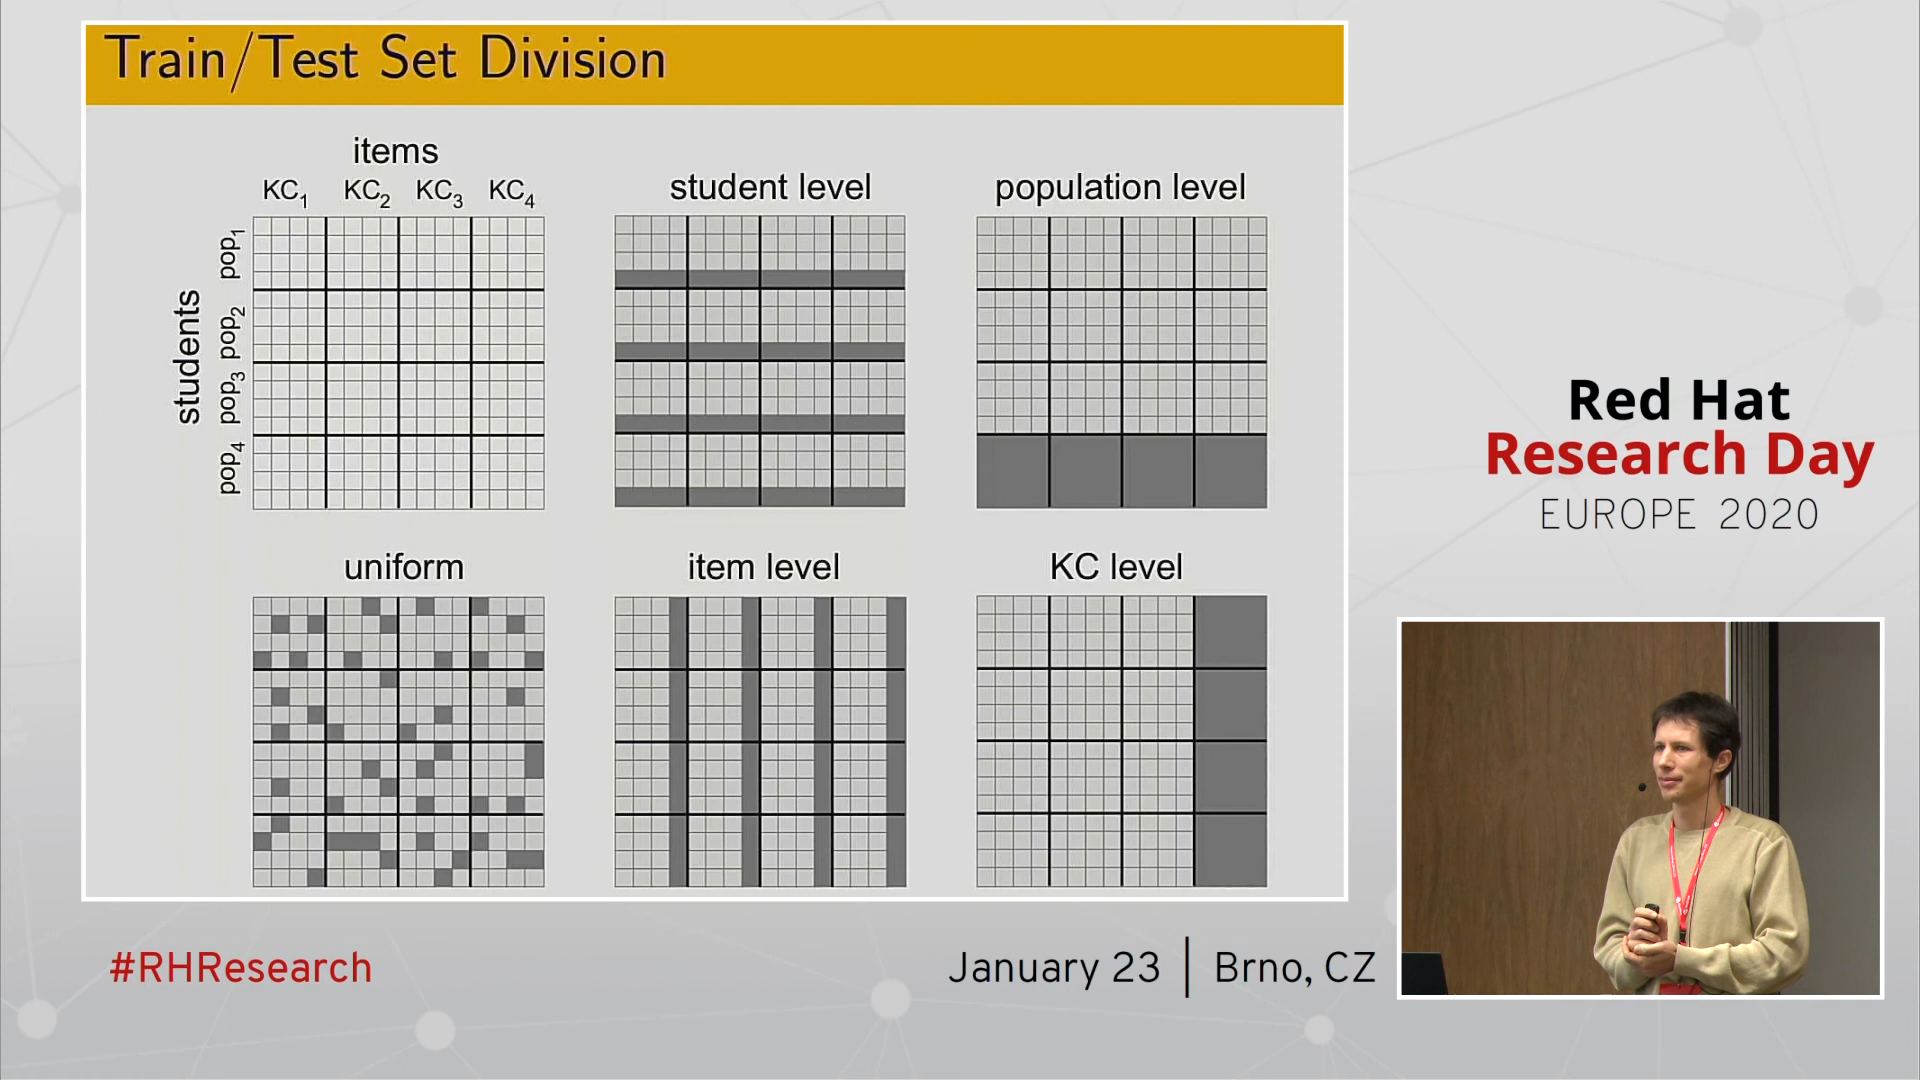 Train/Test Set Division
items
KC1 KC2 KC3 KC4
students
pop1
pop2
pop3
pop4
student level
population level
uniform
item level
KC level
Red Hat
Research Day
EUROPE 2020
#RHResearch
January 23 | Brno, CZ